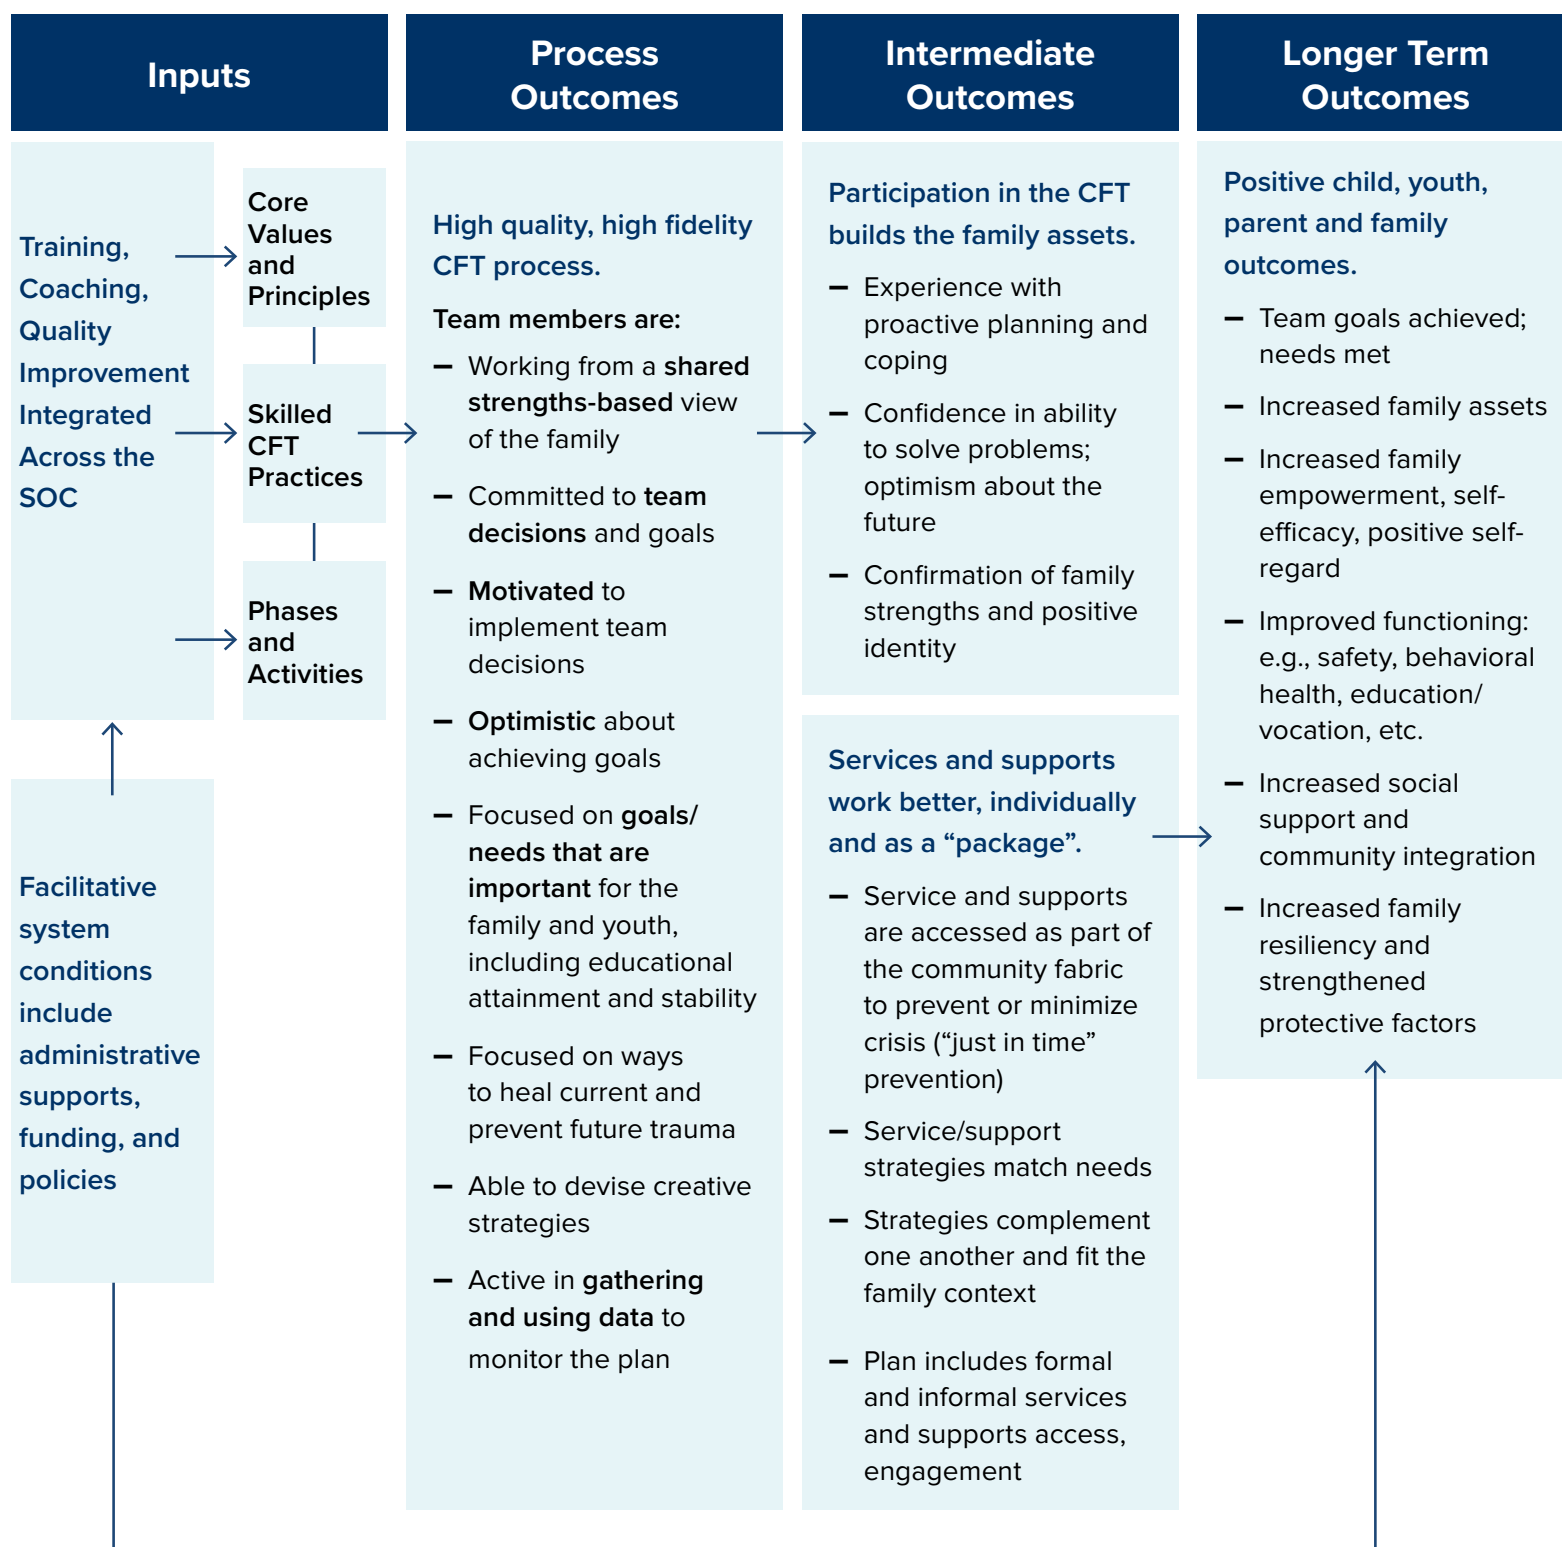 Inputs
Process
Outcomes
Intermediate
Outcomes
Longer Term
Outcomes
Training,
Coaching,
Quality
Improvement
Integrated
Across the
SOC
Facilitative
system
conditions
include
administrative
supports,
funding, and
policies
Core
Values
and
Principles
Skilled
CFT
Practices
Phases
and
Activities
High quality, high fidelity
CFT process.
Team members are:
– Working from a shared
strengths-based view
of the family
– Committed to team
decisions and goals
– Motivated to
implement team
decisions
– Optimistic about
achieving goals
– Focused on goals/
needs that are
important for the
family and youth,
including educational
attainment and stability
– Focused on ways
to heal current and
prevent future trauma
– Able to devise creative
strategies
– Active in gathering
and using data to
monitor the plan
Participation in the CFT
builds the family assets.
– Experience with
proactive planning and
coping
– Confidence in ability
to solve problems;
optimism about the
future
– Confirmation of family
strengths and positive
identity
Services and supports
work better, individually
and as a “package”.
– Service and supports
are accessed as part of
the community fabric
to prevent or minimize
crisis (“just in time”
prevention)
– Service/support
strategies match needs
– Strategies complement
one another and fit the
family context
– Plan includes formal
and informal services
and supports access,
engagement
Positive child, youth,
parent and family
outcomes.
– Team goals achieved;
needs met
– Increased family assets
– Increased family
empowerment, self-
efficacy, positive self-
regard
– Improved functioning:
e.g., safety, behavioral
health, education/
vocation, etc.
– Increased social
support and
community integration
– Increased family
resiliency and
strengthened
protective factors